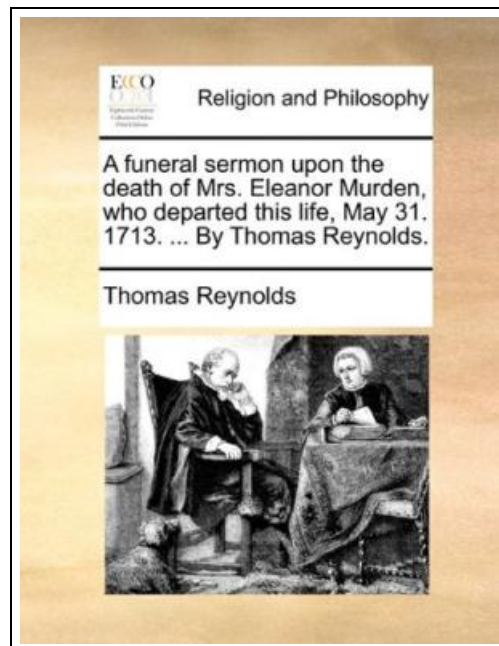 ECCO
Religion and Philosophy
A funeral sermon upon the
death of Mrs. Eleanor Murden,
who departed this life, May 31.
1713. ... By Thomas Reynolds.
Thomas Reynolds